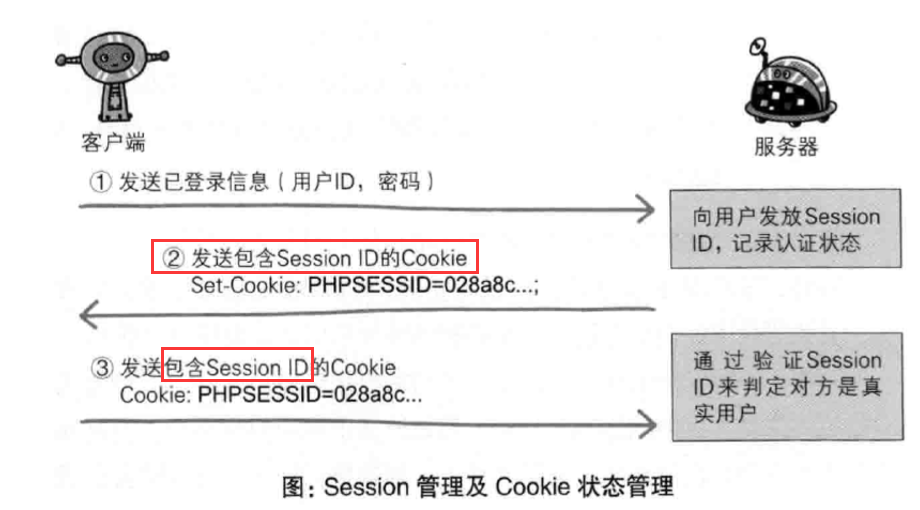 客户端
服务器
① 发送已登录信息（用户ID，密码）
向用户发放Session
ID，记录认证状态
② 发送包含Session ID的Cookie
Set-Cookie: PHPSESSID=028a8c...;
③ 发送包含Session ID的Cookie
Cookie: PHPSESSID=028a8c...
通过验证Session
ID来判定对方是真
实用户
图：Session 管理及 Cookie 状态管理